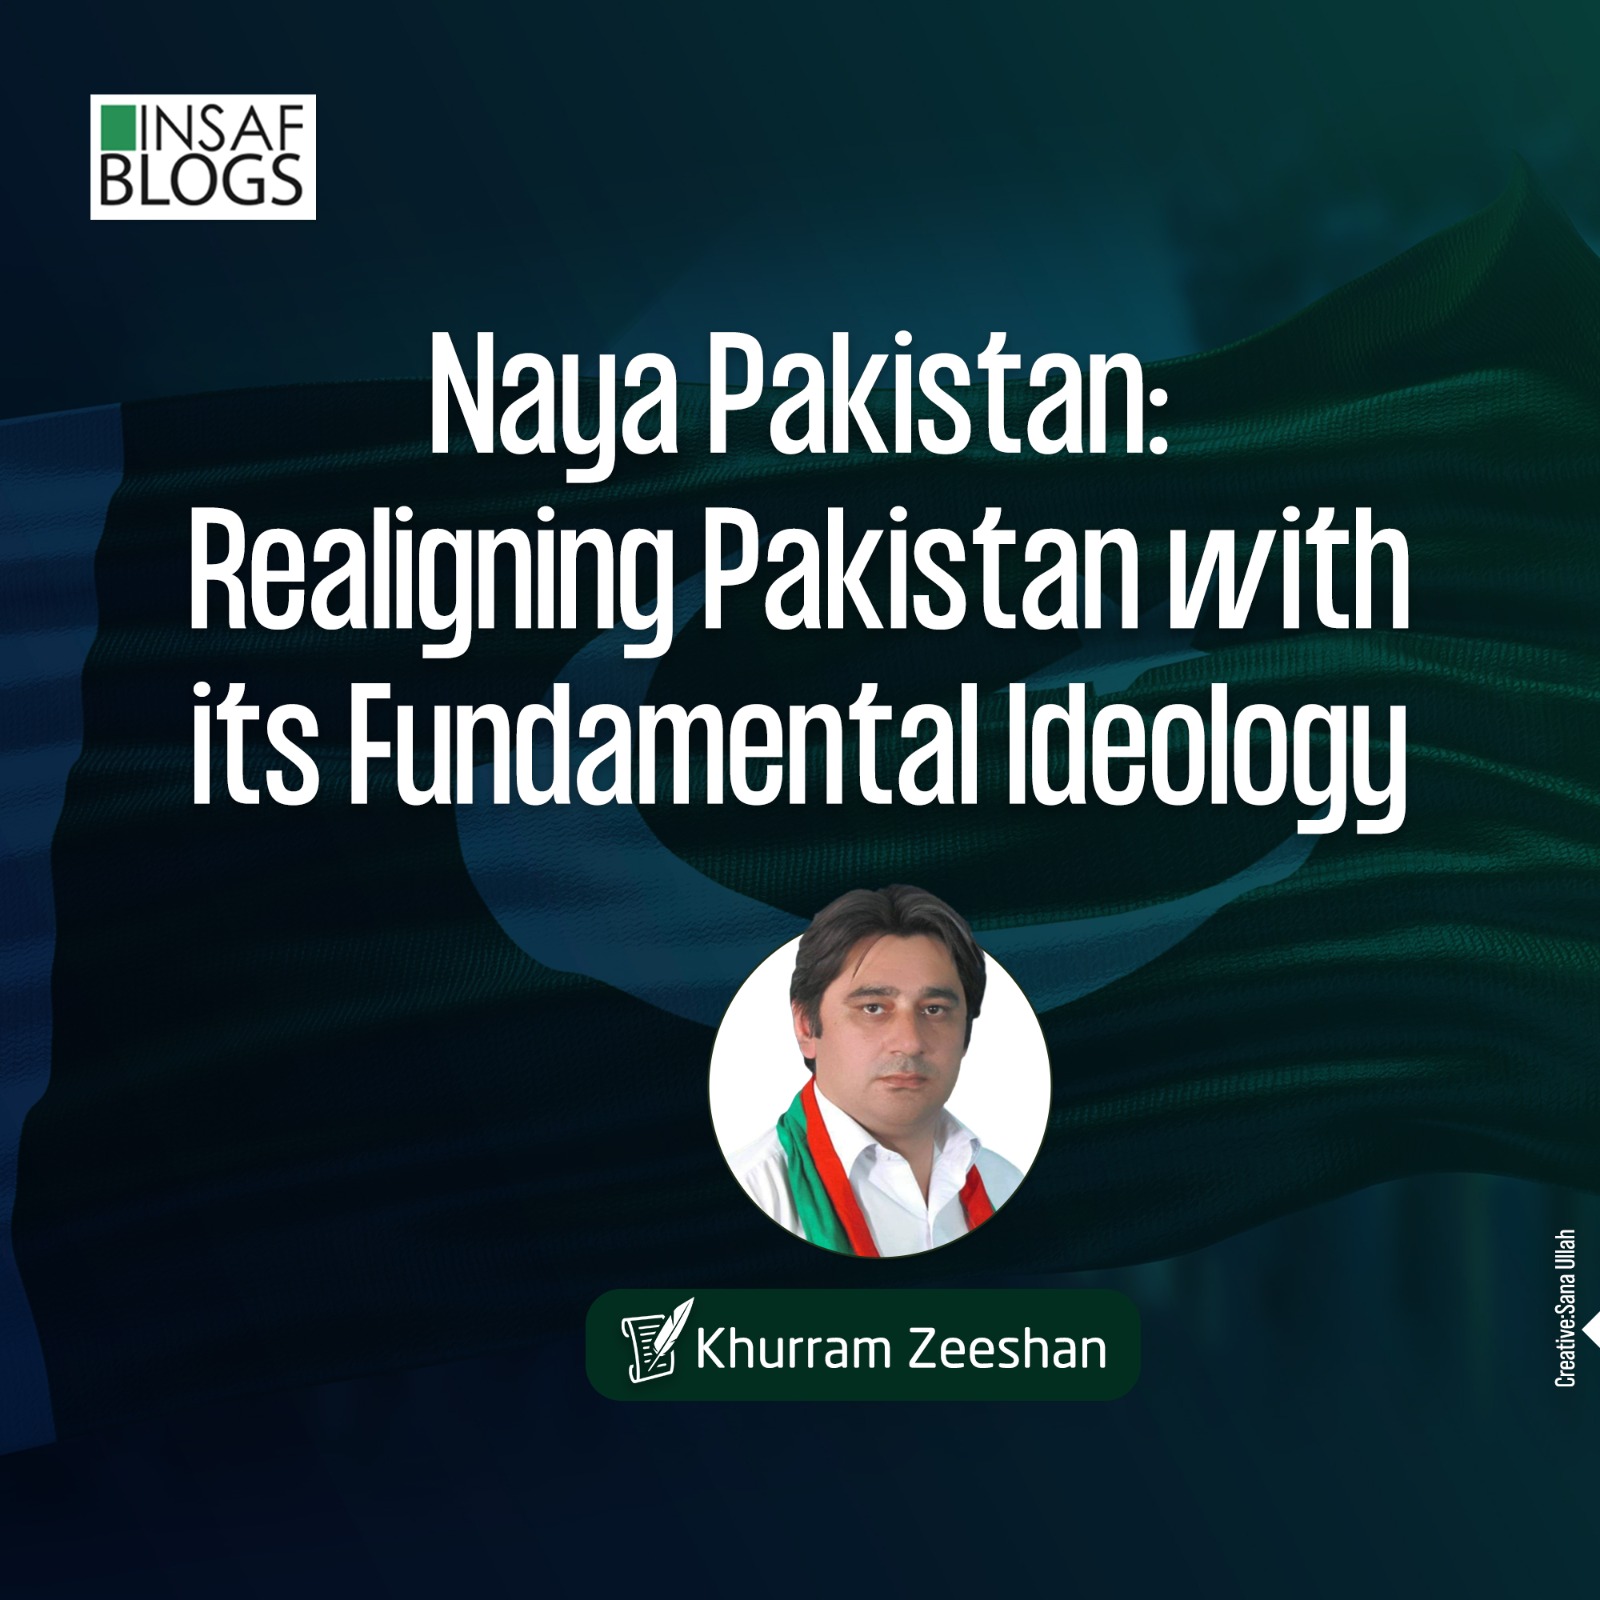 INSAF
BLOGS
Naya Pakistan:
Realigning Pakistan with
its Fundamental Ideology
Khurram Zeeshan
Creative:Sana Ullah